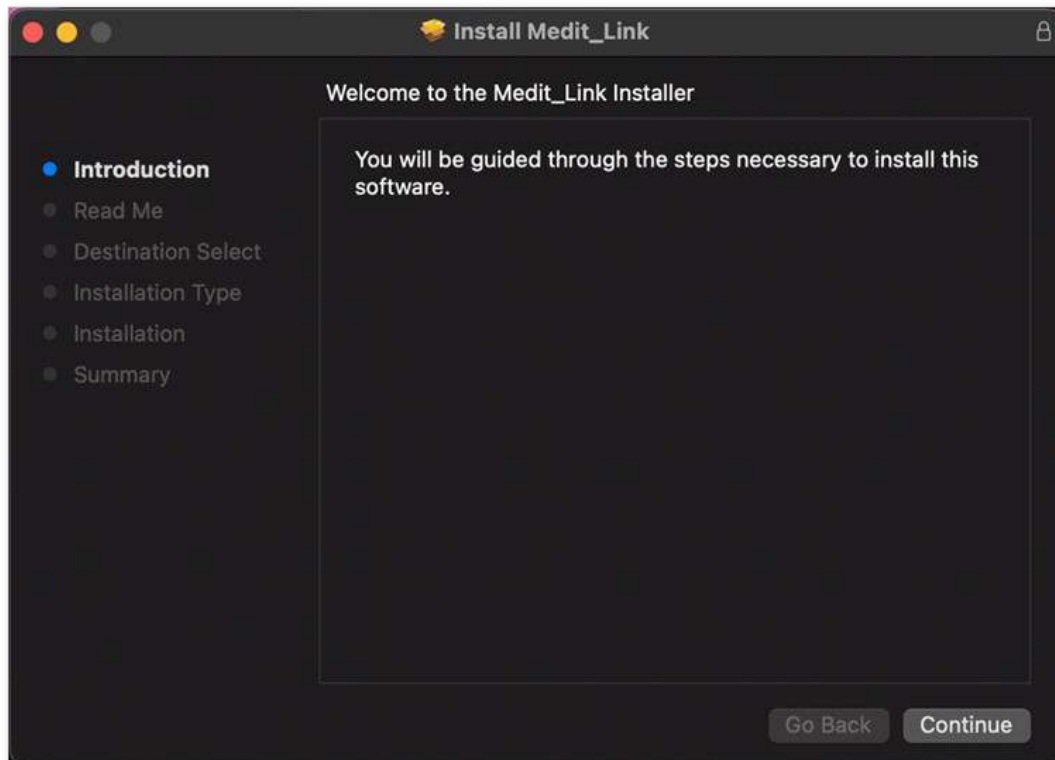 Install Medit_Link
Welcome to the Medit_Link Installer
Introduction
Read Me
Destination Select
Installation Type
Installation
Summary
You will be guided through the steps necessary to install this
software.
Go Back
Continue